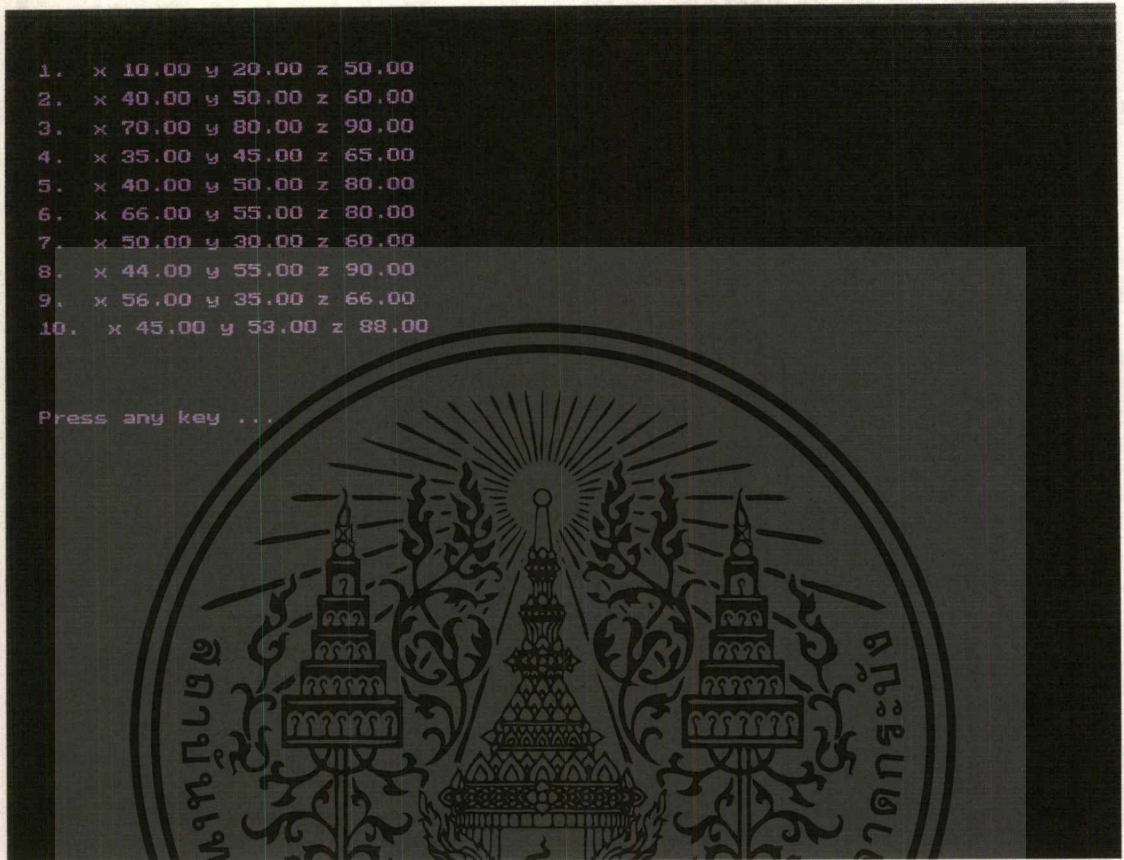 1.  x 10.00 y 20.00 z 50.00
2.  x 40.00 y 50.00 z 60.00
3.  x 70.00 y 80.00 z 90.00
4.  x 35.00 y 45.00 z 65.00
5.  x 40.00 y 50.00 z 80.00
6.  x 66.00 y 55.00 z 80.00
7.  x 50.00 y 30.00 z 60.00
8.  x 44.00 y 55.00 z 90.00
9.  x 56.00 y 35.00 z 66.00
10.  x 45.00 y 53.00 z 88.00
Press any key ...